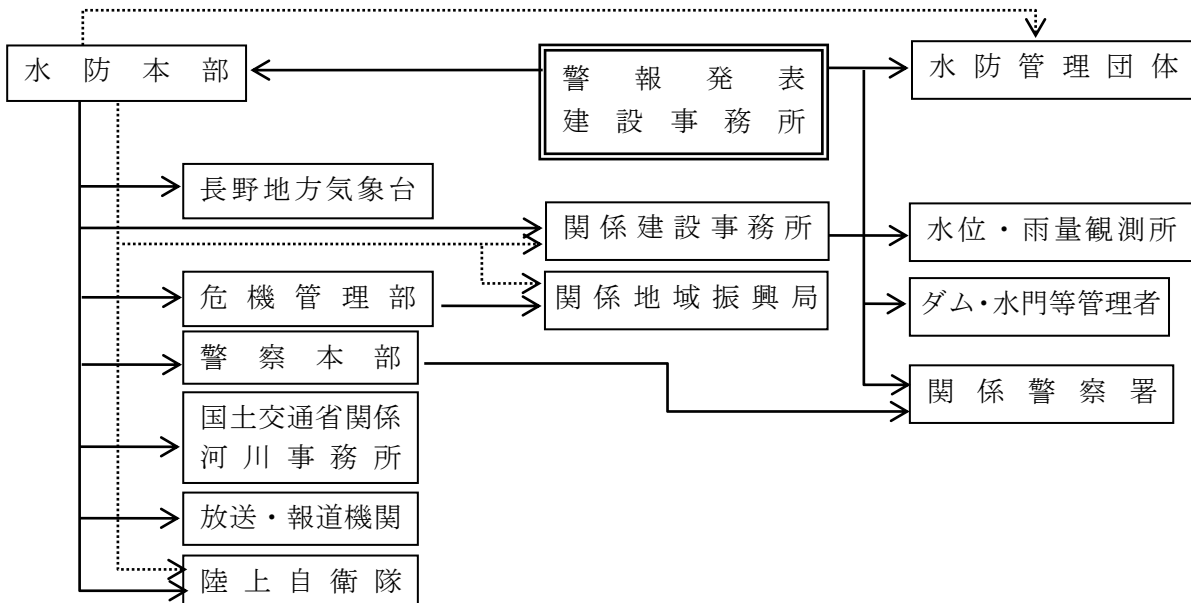 水防本部
警報発表
建設事務所
水防管理団体
長野地方気象台
関係建設事務所
水位・雨量観測所
危機管理部
関係地域振興局
ダム・水門等管理者
警察本部
関係警察署
国土交通省関係
河川事務所
放送・報道機関
陸上自衛隊